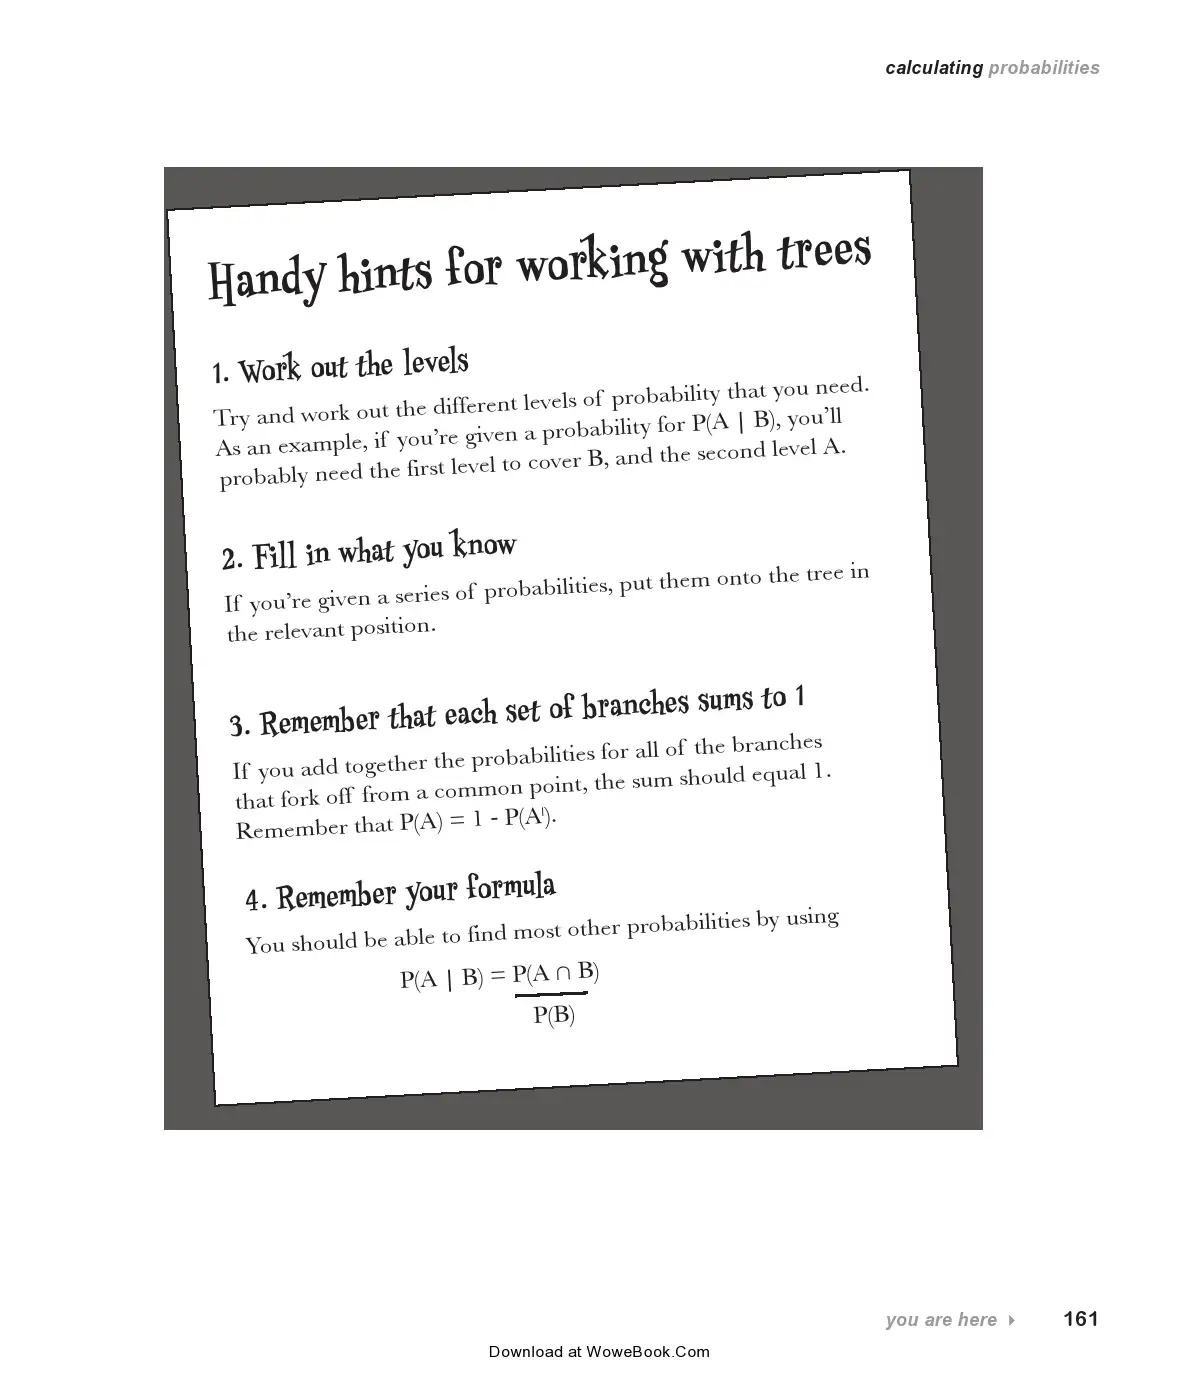 calculating probabilities
Handy hints for working with trees
1. Work out the levels
Try and work out the different levels of probability that you need.
As an example, if you’re given a probability for P(A | B), you’ll
probably need the first level to cover B, and the second level A.
2. Fill in what you know
If you’re given a series of probabilities, put them onto the tree in
the relevant position.
3. Remember that each set of branches sums to 1
If you add together the probabilities for all of the branches
that fork off from a common point, the sum should equal 1.
Remember that P(A) = 1 - P(Aᴵ).
4. Remember your formula
You should be able to find most other probabilities by using
P(A | B) = P(A ∩ B)
P(B)
you are here ▸ 161
Download at WoweBook.Com